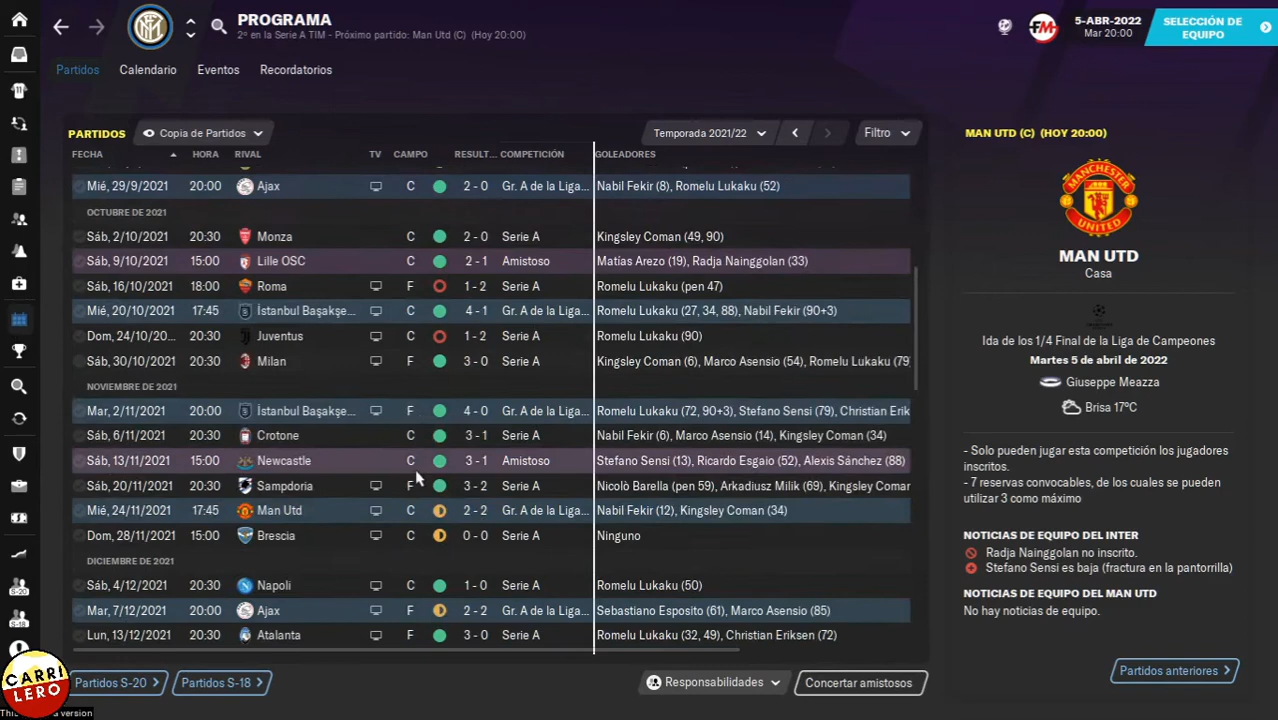 PROGRAMA
2º en la Serie A TIM - Próximo partido: Man Utd (C) (Hoy 20:00)
5-ABR-2022
Mar 20:00
SELECCIÓN DE
EQUIPO
Partidos Calendario Eventos Recordatorios
PARTIDOS Copia de Partidos Temporada 2021/22 Filtro
FECHA HORA RIVAL TV CAMPO RESULT... COMPETICIÓN GOLEADORES
Mié, 29/9/2021 20:00 Ajax C 2 - 0 Gr. A de la Liga... Nabil Fekir (8), Romelu Lukaku (52)
OCTUBRE DE 2021
Sáb, 2/10/2021 20:30 Monza C 2 - 0 Serie A Kingsley Coman (49, 90)
Sáb, 9/10/2021 15:00 Lille OSC C 2 - 1 Amistoso Matías Arezo (19), Radja Nainggolan (33)
Sáb, 16/10/2021 18:00 Roma F 1 - 2 Serie A Romelu Lukaku (pen 47)
Mié, 20/10/2021 17:45 İstanbul Başakşe... C 4 - 1 Gr. A de la Liga... Romelu Lukaku (27, 34, 88), Nabil Fekir (90+3)
Dom, 24/10/20... 20:30 Juventus C 1 - 2 Serie A Romelu Lukaku (90)
Sáb, 30/10/2021 20:30 Milan F 3 - 0 Serie A Kingsley Coman (6), Marco Asensio (54), Romelu Lukaku (79
NOVIEMBRE DE 2021
Mar, 2/11/2021 20:00 İstanbul Başakşe... F 4 - 0 Gr. A de la Liga... Romelu Lukaku (72, 90+3), Stefano Sensi (79), Christian Erik
Sáb, 6/11/2021 20:30 Crotone C 3 - 1 Serie A Nabil Fekir (6), Marco Asensio (14), Kingsley Coman (34)
Sáb, 13/11/2021 15:00 Newcastle C 3 - 1 Amistoso Stefano Sensi (13), Ricardo Esgaio (52), Alexis Sánchez (88)
Sáb, 20/11/2021 20:30 Sampdoria F 3 - 2 Serie A Nicolò Barella (pen 59), Arkadiusz Milik (69), Kingsley Coman
Mié, 24/11/2021 17:45 Man Utd C 2 - 2 Gr. A de la Liga... Nabil Fekir (12), Kingsley Coman (34)
Dom, 28/11/2021 15:00 Brescia C 0 - 0 Serie A Ninguno
DICIEMBRE DE 2021
Sáb, 4/12/2021 20:30 Napoli C 1 - 0 Serie A Romelu Lukaku (50)
Mar, 7/12/2021 20:00 Ajax F 2 - 2 Gr. A de la Liga... Sebastiano Esposito (61), Marco Asensio (85)
Lun, 13/12/2021 20:30 Atalanta F 3 - 0 Serie A Romelu Lukaku (32, 49), Christian Eriksen (72)
Partidos S-20 Partidos S-18 Responsabilidades Concertar amistosos
MAN UTD (C) (HOY 20:00)
MAN UTD
Casa
Ida de los 1/4 Final de la Liga de Campeones
Martes 5 de abril de 2022
Giuseppe Meazza
Brisa 17ºC
- Solo pueden jugar esta competición los jugadores
inscritos.
- 7 reservas convocables, de los cuales se pueden
utilizar 3 como máximo
NOTICIAS DE EQUIPO DEL INTER
Radja Nainggolan no inscrito.
Stefano Sensi es baja (fractura en la pantorrilla)
NOTICIAS DE EQUIPO DEL MAN UTD
No hay noticias de equipo.
Partidos anteriores
FM
MANCHESTER
UNITED
11
S-20
S-18
CARRI
LERO